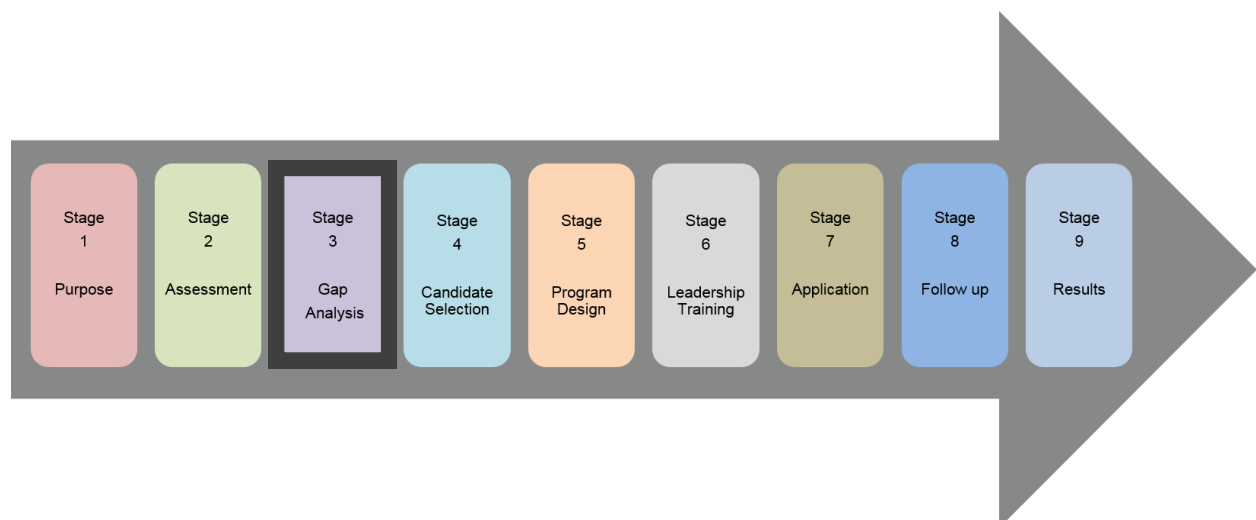 Stage
1
Purpose
Stage
2
Assessment
Stage
3
Gap
Analysis
Stage
4
Candidate
Selection
Stage
5
Program
Design
Stage
6
Leadership
Training
Stage
7
Application
Stage
8
Follow up
Stage
9
Results